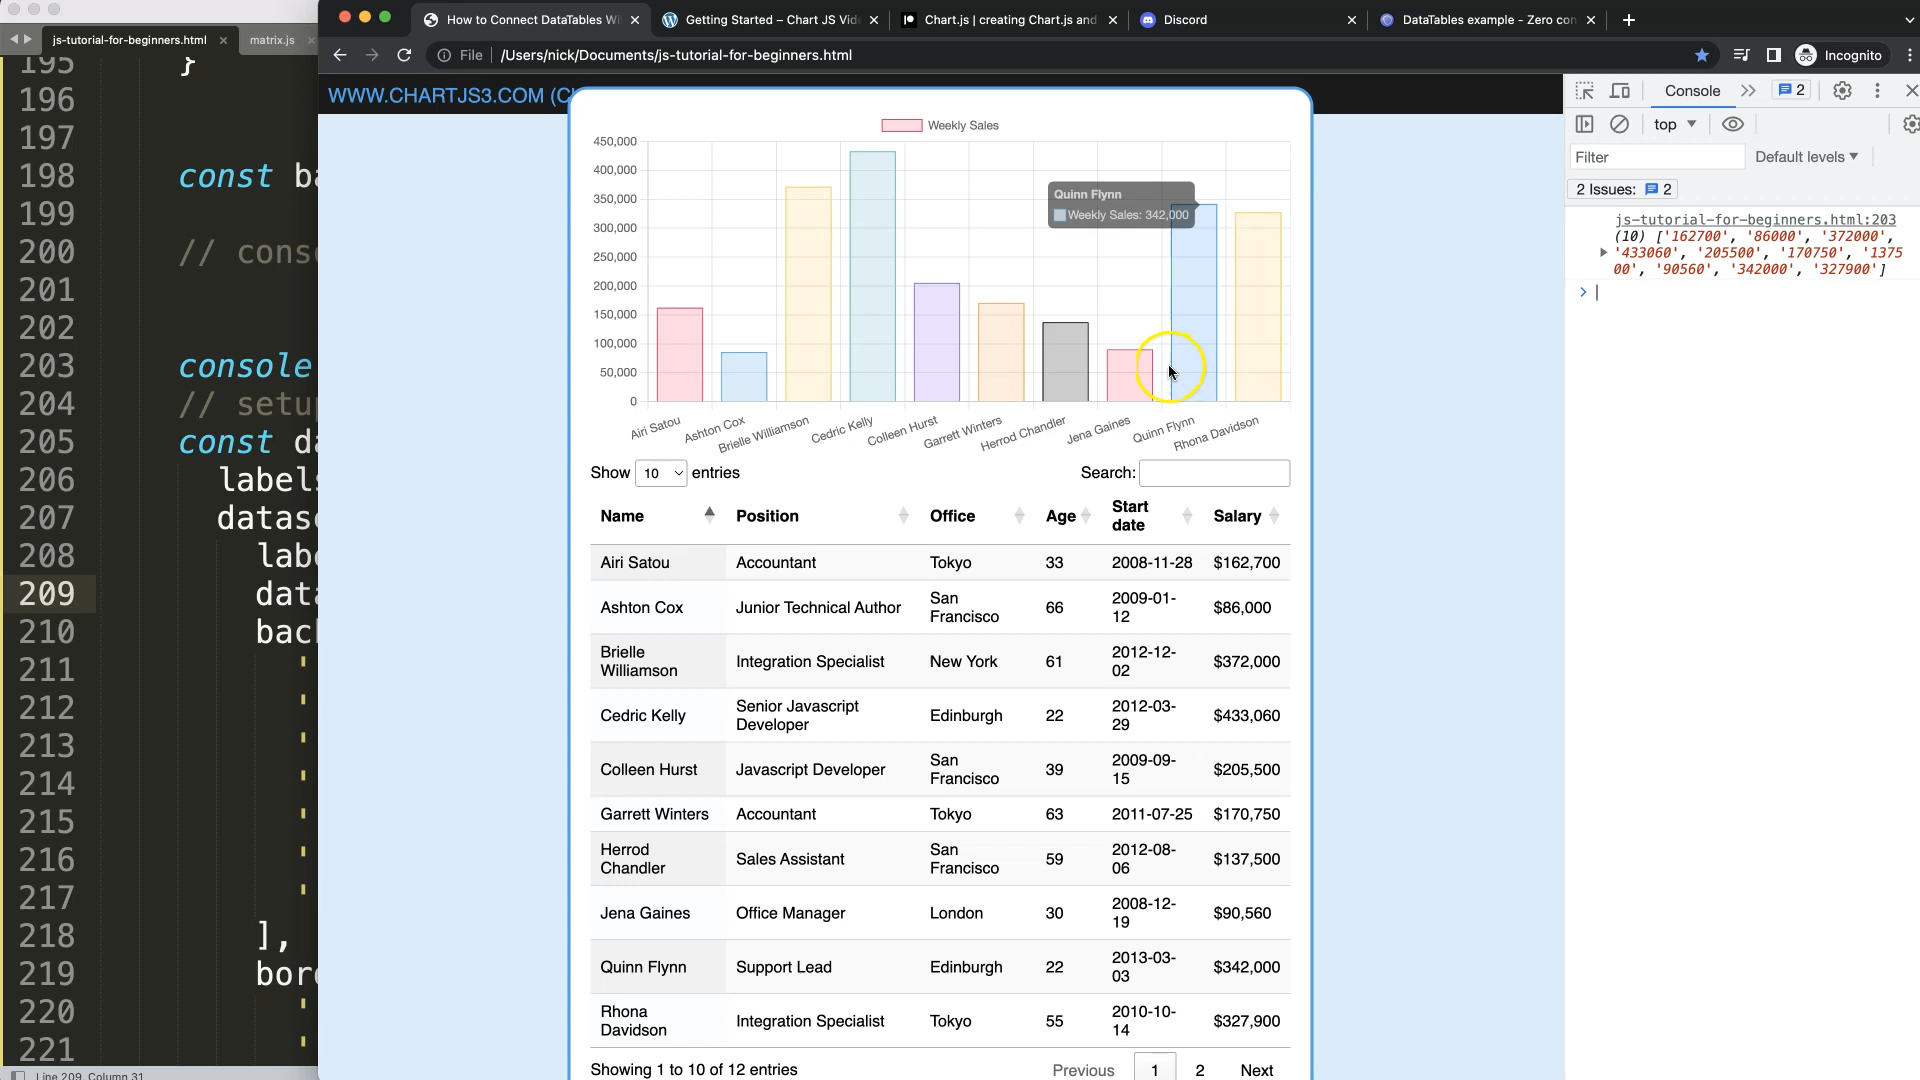 js-tutorial-for-beginners.html
matrix.js
How to Connect DataTables Wi
Getting Started – Chart JS Vide
Chart.js | creating Chart.js and
Discord
DataTables example - Zero con
File
/Users/nick/Documents/js-tutorial-for-beginners.html
Incognito
195 }
196
197
198 const ba
199
200 // conso
201
202
203 console
204 // setup
205 const da
206 labels
207 datase
208 labe
209 data
210 back
211 '
212 '
213 '
214 '
215 '
216 '
217 '
218 ],
219 bord
220 '
221 '
Line 209, Column 31
WWW.CHARTJS3.COM (C
Weekly Sales
450,000
400,000
350,000
300,000
250,000
200,000
150,000
100,000
50,000
0
Quinn Flynn
Weekly Sales: 342,000
Airi Satou
Ashton Cox
Brielle Williamson
Cedric Kelly
Colleen Hurst
Garrett Winters
Herrod Chandler
Jena Gaines
Quinn Flynn
Rhona Davidson
Show 10 entries
Search:
Name Position Office Age Start date Salary
Airi Satou Accountant Tokyo 33 2008-11-28 $162,700
Ashton Cox Junior Technical Author San Francisco 66 2009-01-12 $86,000
Brielle Williamson Integration Specialist New York 61 2012-12-02 $372,000
Cedric Kelly Senior Javascript Developer Edinburgh 22 2012-03-29 $433,060
Colleen Hurst Javascript Developer San Francisco 39 2009-09-15 $205,500
Garrett Winters Accountant Tokyo 63 2011-07-25 $170,750
Herrod Chandler Sales Assistant San Francisco 59 2012-08-06 $137,500
Jena Gaines Office Manager London 30 2008-12-19 $90,560
Quinn Flynn Support Lead Edinburgh 22 2013-03-03 $342,000
Rhona Davidson Integration Specialist Tokyo 55 2010-10-14 $327,900
Showing 1 to 10 of 12 entries
Previous 1 2 Next
Console
2
top
Filter
Default levels
2 Issues: 2
js-tutorial-for-beginners.html:203
(10) ['162700', '86000', '372000',
'433060', '205500', '170750', '1375
00', '90560', '342000', '327900']